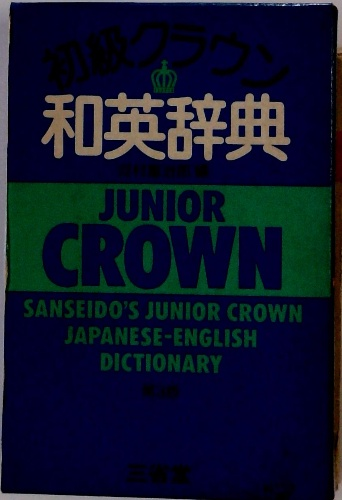 初級クラウン
和英辞典
JUNIOR
CROWN
SANSEIDO'S JUNIOR CROWN
JAPANESE-ENGLISH
DICTIONARY
三省堂